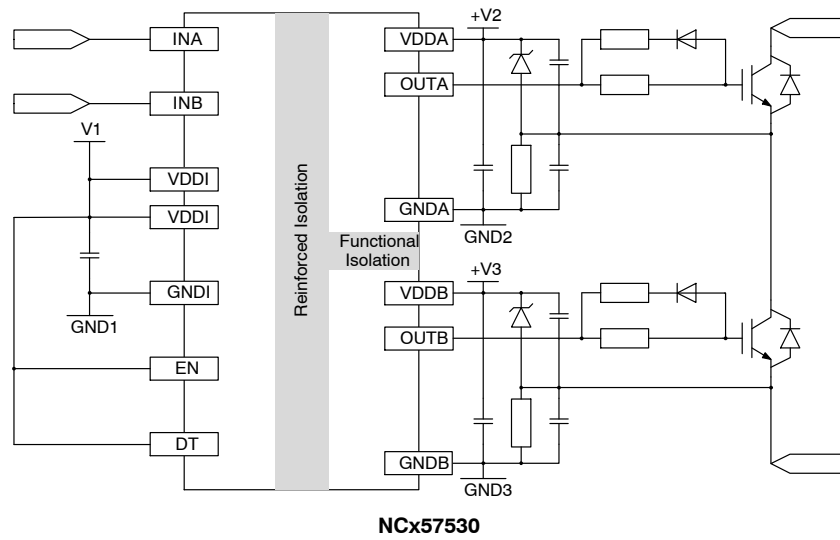 +V2
INA
VDDA
OUTA
INB
V1
VDDI
VDDI
Reinforced Isolation
GNDA
GND2
Functional
Isolation
+V3
GNDI
VDDB
GND1
OUTB
EN
DT
GNDB
GND3
NCx57530